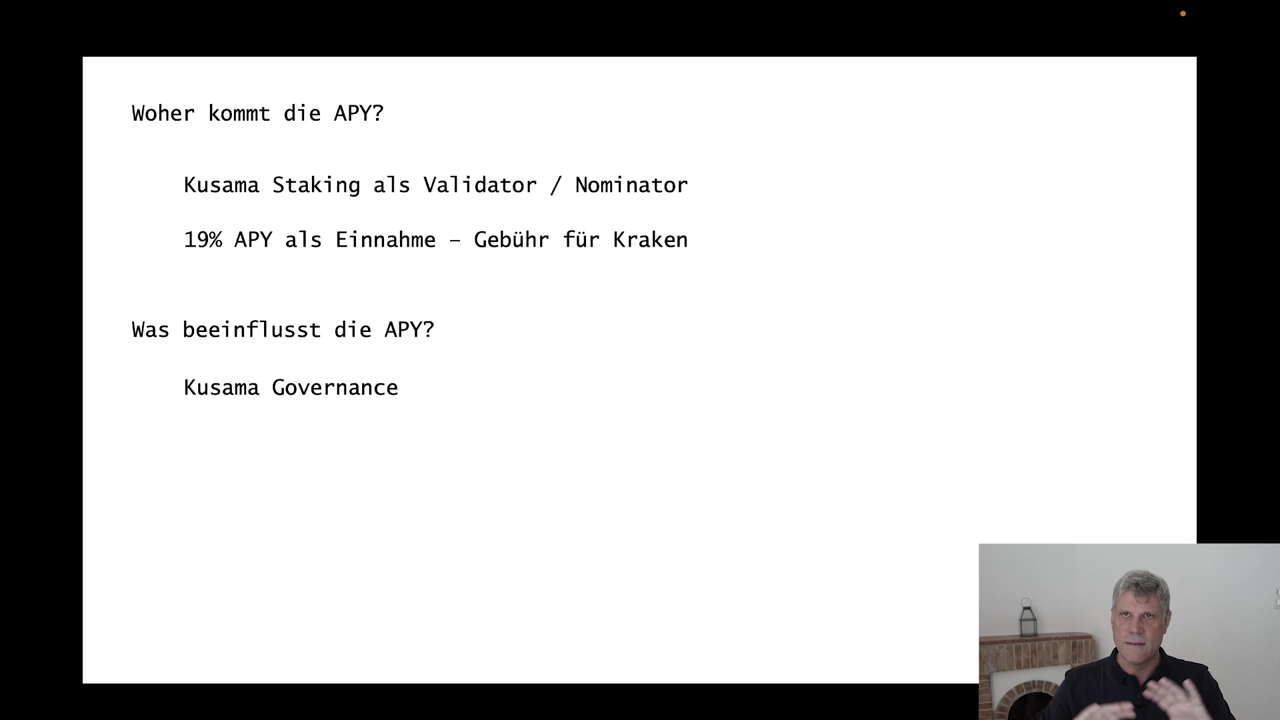 Woher kommt die APY?
Kusama Staking als Validator / Nominator
19% APY als Einnahme – Gebühr für Kraken
Was beeinflusst die APY?
Kusama Governance